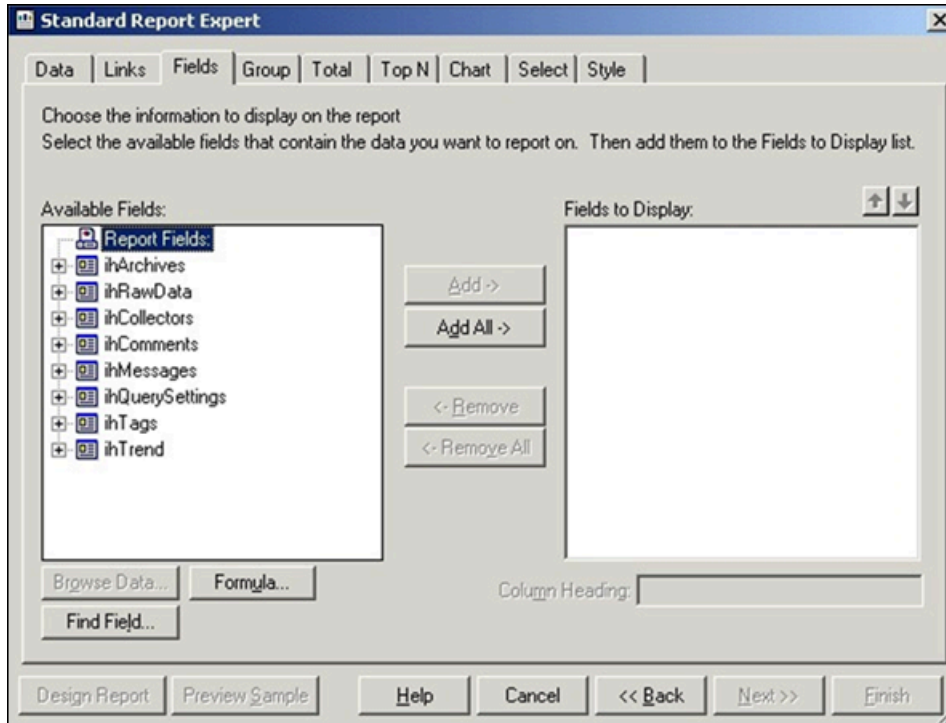 Standard Report Expert
Data Links Fields Group Total Top N Chart Select Style
Choose the information to display on the report
Select the available fields that contain the data you want to report on. Then add them to the Fields to Display list.
Available Fields:
Fields to Display:
Report Fields:
ihArchives
ihRawData
ihCollectors
ihComments
ihMessages
ihQuerySettings
ihTags
ihTrend
Add ->
Add All ->
<- Remove
<- Remove All
Browse Data...
Formula...
Find Field...
Column Heading:
Design Report Preview Sample Help Cancel << Back Next >> Finish